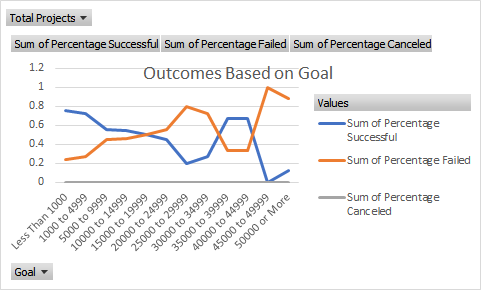 Total Projects
Sum of Percentage Successful Sum of Percentage Failed Sum of Percentage Canceled
Outcomes Based on Goal
1.2
1
0.8
0.6
0.4
0.2
0
Less Than 1000
1000 to 4999
5000 to 9999
10000 to 14999
15000 to 19999
20000 to 24999
25000 to 29999
30000 to 34999
35000 to 39999
40000 to 44999
45000 to 49999
50000 or More
Values
Sum of Percentage
Successful
Sum of Percentage Failed
Sum of Percentage
Canceled
Goal